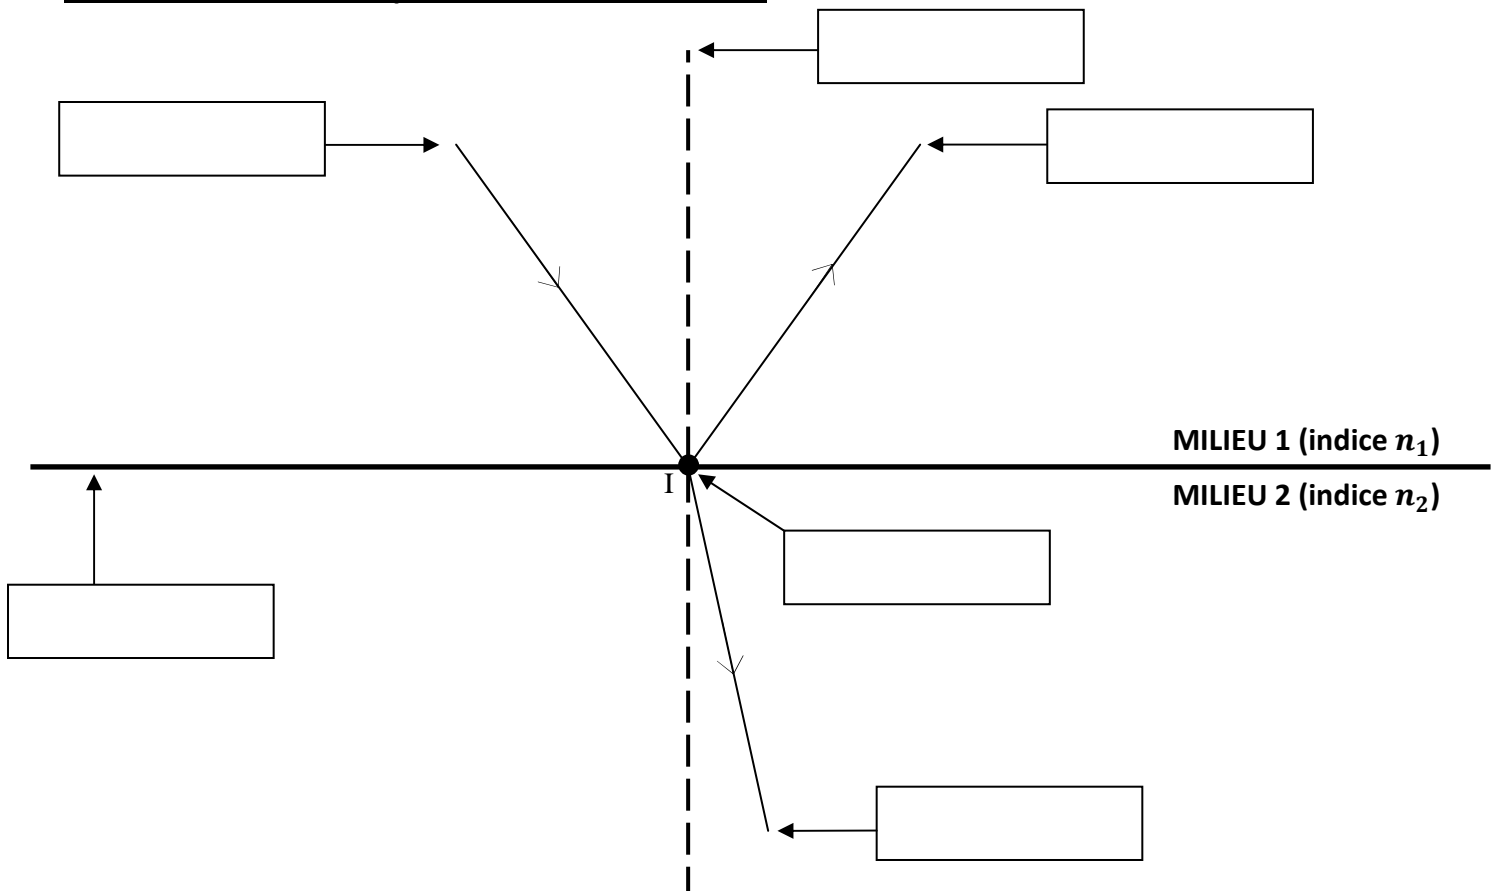 MILIEU 1 (indice n₁)
I
MILIEU 2 (indice n₂)